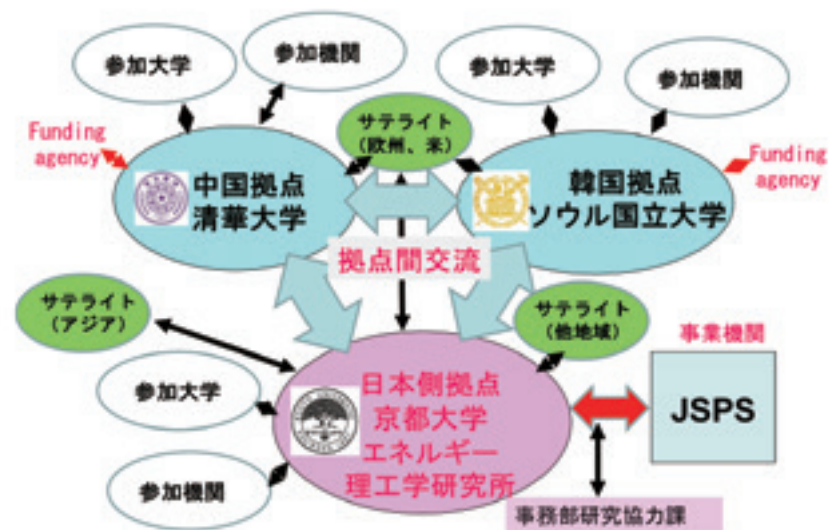 参加大学
参加機関
参加大学
参加機関
Funding
agency
サテライト
(欧州、米)
Funding
agency
中国拠点
清華大学
韓国拠点
ソウル国立大学
拠点間交流
サテライト
(アジア)
サテライト
(他地域)
事業機関
JSPS
参加大学
日本側拠点
京都大学
エネルギー
理工学研究所
参加機関
事務部研究協力課